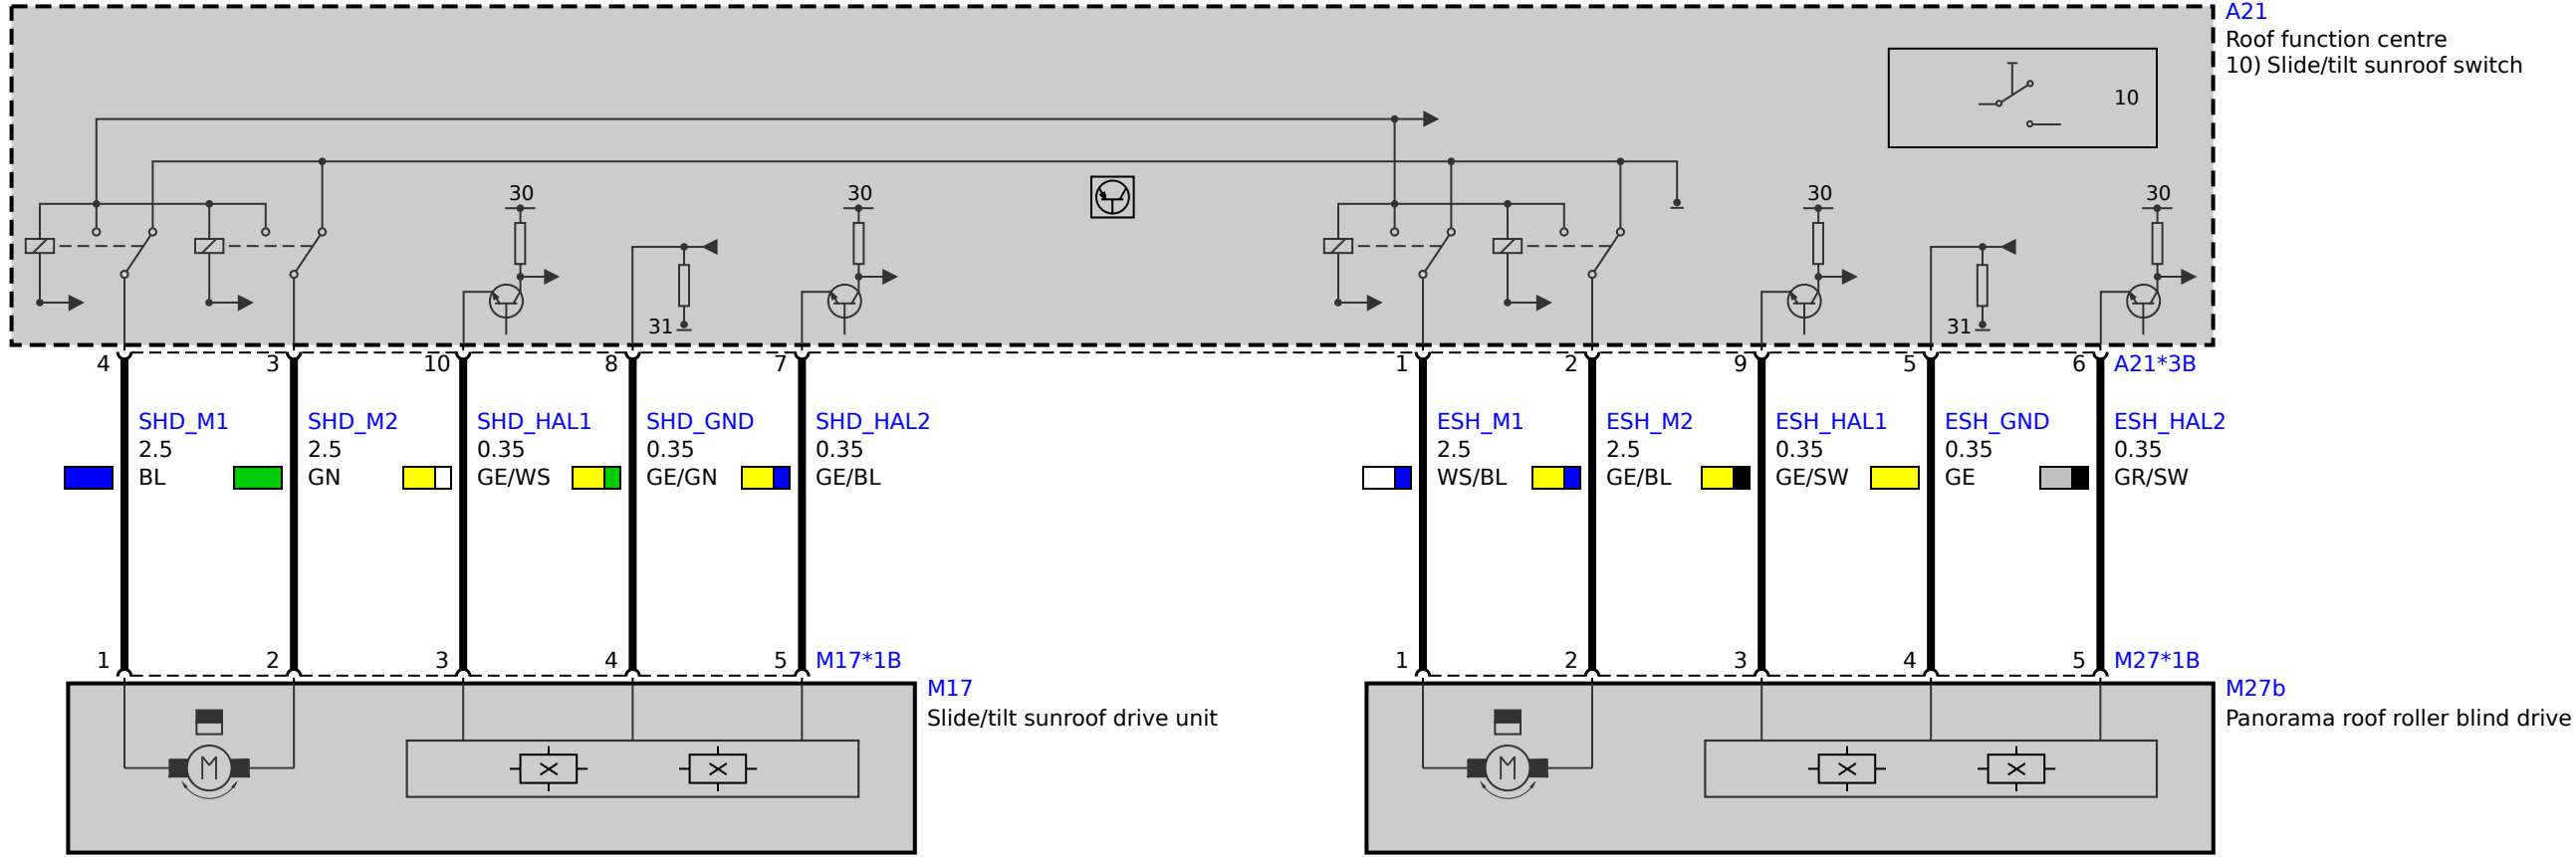 A21
Roof function centre
10) Slide/tilt sunroof switch
10
30
30
30
30
31
31
4
3
10
8
7
1
2
9
5
6
A21*3B
SHD_M1
2.5
BL
SHD_M2
2.5
GN
SHD_HAL1
0.35
GE/WS
SHD_GND
0.35
GE/GN
SHD_HAL2
0.35
GE/BL
ESH_M1
2.5
WS/BL
ESH_M2
2.5
GE/BL
ESH_HAL1
0.35
GE/SW
ESH_GND
0.35
GE
ESH_HAL2
0.35
GR/SW
1
2
3
4
5
M17*1B
1
2
3
4
5
M27*1B
M17
Slide/tilt sunroof drive unit
M
M27b
Panorama roof roller blind drive
M